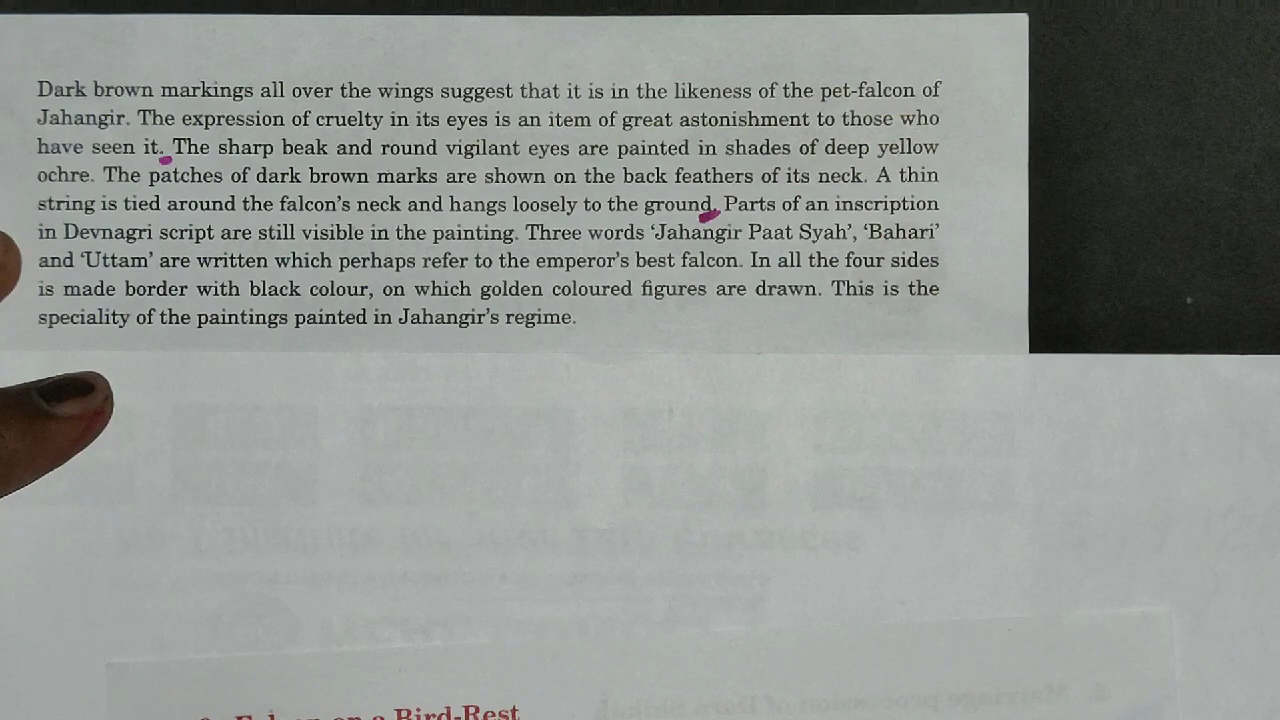 Dark brown markings all over the wings suggest that it is in the likeness of the pet-falcon of
Jahangir. The expression of cruelty in its eyes is an item of great astonishment to those who
have seen it. The sharp beak and round vigilant eyes are painted in shades of deep yellow
ochre. The patches of dark brown marks are shown on the back feathers of its neck. A thin
string is tied around the falcon's neck and hangs loosely to the ground. Parts of an inscription
in Devnagri script are still visible in the painting. Three words ‘Jahangir Paat Syah’, ‘Bahari’
and ‘Uttam’ are written which perhaps refer to the emperor's best falcon. In all the four sides
is made border with black colour, on which golden coloured figures are drawn. This is the
speciality of the paintings painted in Jahangir's regime.
Falcon on a Bird-Rest